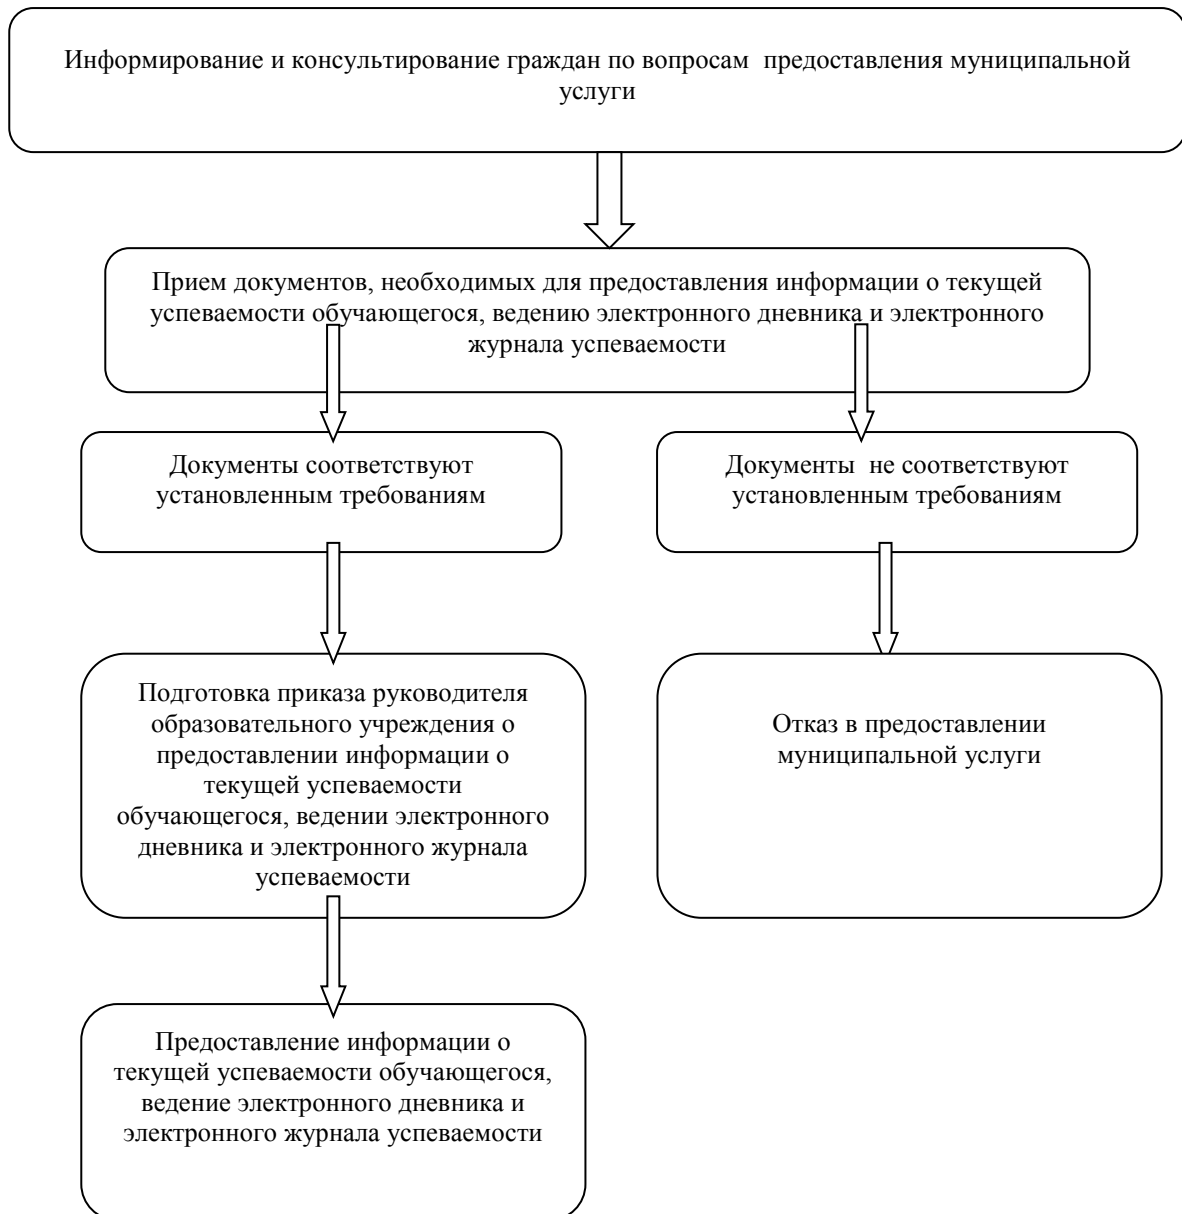 Информирование и консультирование граждан по вопросам  предоставления муниципальной
услуги
Прием документов, необходимых для предоставления информации о текущей
успеваемости обучающегося, ведению электронного дневника и электронного
журнала успеваемости
Документы соответствуют
установленным требованиям
Документы  не соответствуют
установленным требованиям
Подготовка приказа руководителя
образовательного учреждения о
предоставлении информации о
текущей успеваемости
обучающегося, ведении электронного
дневника и электронного журнала
успеваемости
Отказ в предоставлении
муниципальной услуги
Предоставление информации о
текущей успеваемости обучающегося,
ведение электронного дневника и
электронного журнала успеваемости